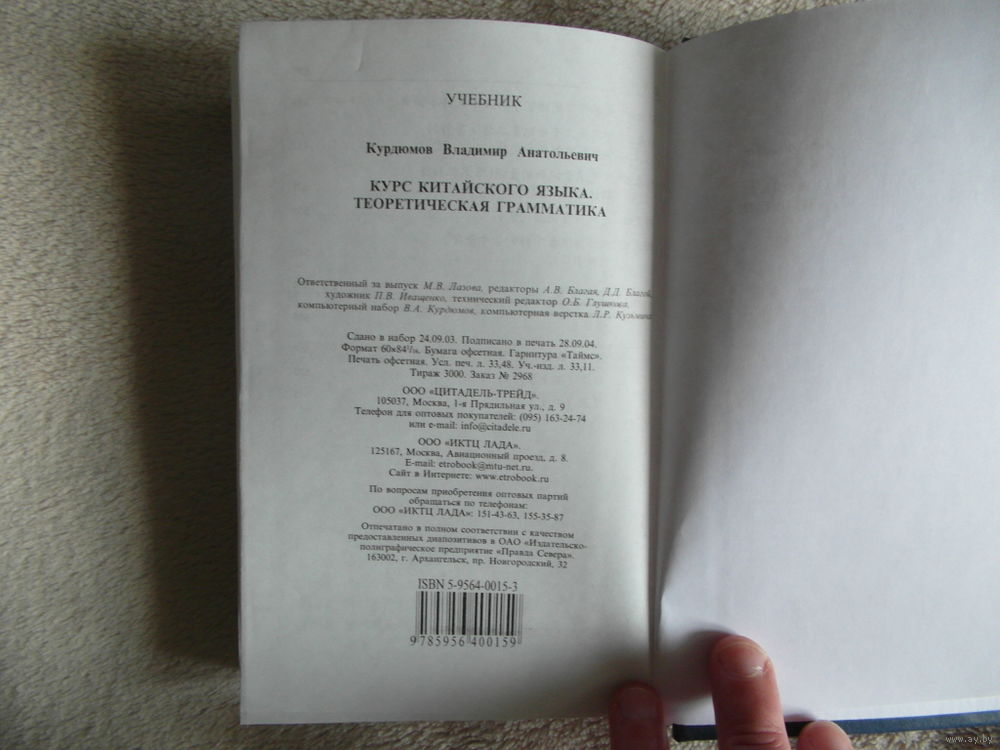 УЧЕБНИК
Курдюмов Владимир Анатольевич
КУРС КИТАЙСКОГО ЯЗЫКА.
ТЕОРЕТИЧЕСКАЯ ГРАММАТИКА
Ответственный за выпуск М.В. Лазова, редакторы А.В. Благая, Д.Д. Благой,
художник П.В. Иващенко, технический редактор О.Б. Глушкова,
компьютерный набор В.А. Курдюмов, компьютерная верстка Л.Р. Кузьмина
Сдано в набор 24.09.03. Подписано в печать 28.09.04.
Формат 60×84¹/₁₆. Бумага офсетная. Гарнитура «Таймс».
Печать офсетная. Усл. печ. л. 33,48. Уч.-изд. л. 33,11.
Тираж 3000. Заказ № 2968
ООО «ЦИТАДЕЛЬ-ТРЕЙД».
105037, Москва, 1-я Прядильная ул., д. 9
Телефон для оптовых покупателей: (095) 163-24-74
или e-mail: info@citadele.ru
ООО «ИКТЦ ЛАДА».
125167, Москва, Авиационный проезд, д. 8.
E-mail: etrobook@mtu-net.ru.
Сайт в Интернете: www.etrobook.ru
По вопросам приобретения оптовых партий
обращаться по телефонам:
ООО «ИКТЦ ЛАДА»: 151-43-63, 155-35-87
Отпечатано в полном соответствии с качеством
предоставленных диапозитивов в ОАО «Издательско-
полиграфическое предприятие «Правда Севера».
163002, г. Архангельск, пр. Новгородский, 32
ISBN 5-9564-0015-3
9785956400159
www.ay.by